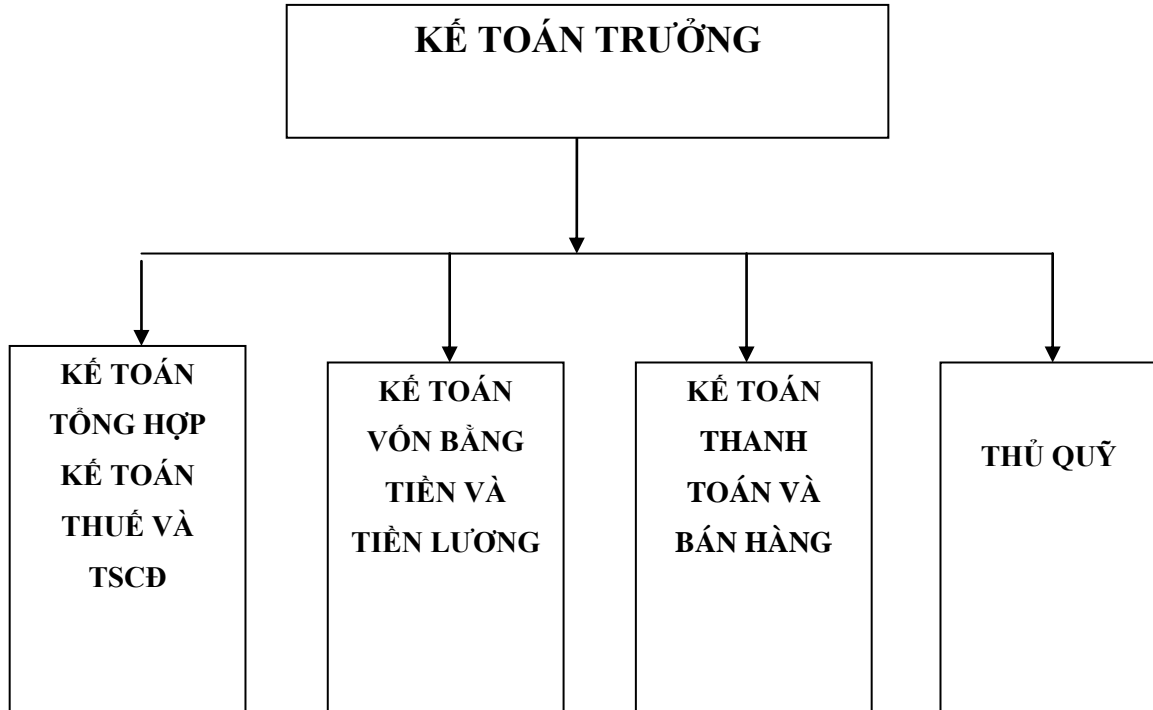 KẾ TOÁN TRƯỞNG
KẾ TOÁN
TỔNG HỢP
KẾ TOÁN
THUẾ VÀ
TSCĐ
KẾ TOÁN
VỐN BẰNG
TIỀN VÀ
TIỀN LƯƠNG
KẾ TOÁN
THANH
TOÁN VÀ
BÁN HÀNG
THỦ QUỸ